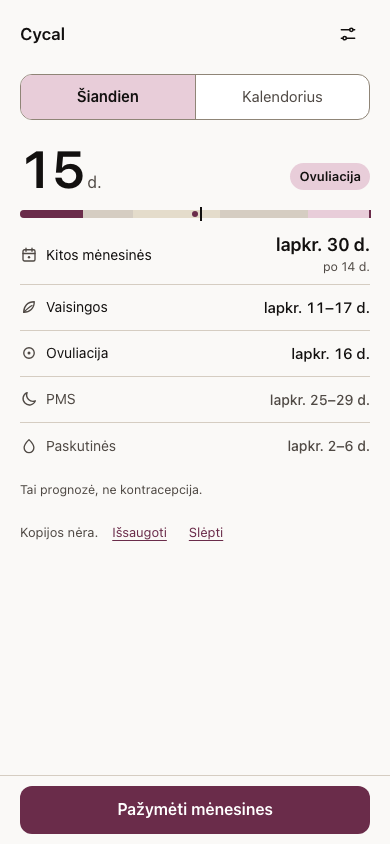 Cycal
Šiandien
Kalendorius
15 d.
Ovuliacija
Kitos mėnesinės
lapkr. 30 d.
po 14 d.
Vaisingos
lapkr. 11–17 d.
Ovuliacija
lapkr. 16 d.
PMS
lapkr. 25–29 d.
Paskutinės
lapkr. 2–6 d.
Tai prognozė, ne kontracepcija.
Kopijos nėra. Išsaugoti Slėpti
Pažymėti mėnesines